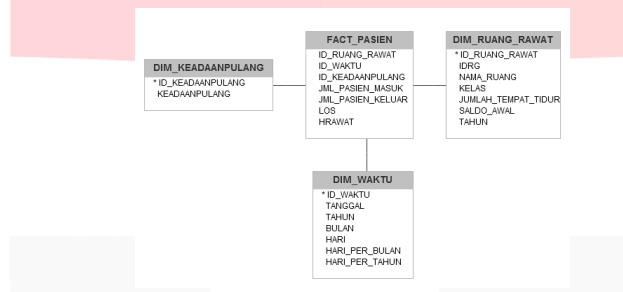 DIM_KEADAANPULANG
* ID_KEADAANPULANG
KEADAANPULANG
FACT_PASIEN
ID_RUANG_RAWAT
ID_WAKTU
ID_KEADAANPULANG
JML_PASIEN_MASUK
JML_PASIEN_KELUAR
LOS
HRAWAT
DIM_RUANG_RAWAT
* ID_RUANG_RAWAT
IDRG
NAMA_RUANG
KELAS
JUMLAH_TEMPAT_TIDUR
SALDO_AWAL
TAHUN
DIM_WAKTU
* ID_WAKTU
TANGGAL
TAHUN
BULAN
HARI
HARI_PER_BULAN
HARI_PER_TAHUN